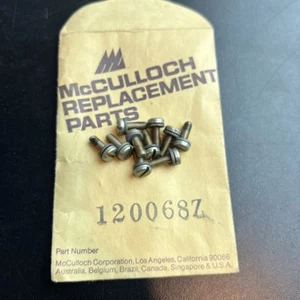 McCULLOCH
REPLACEMENT
PARTS
120068Z
Part Number
McCulloch Corporation, Los Angeles, California 90066
Australia, Belgium, Brazil, Canada, Singapore & U.S.A.